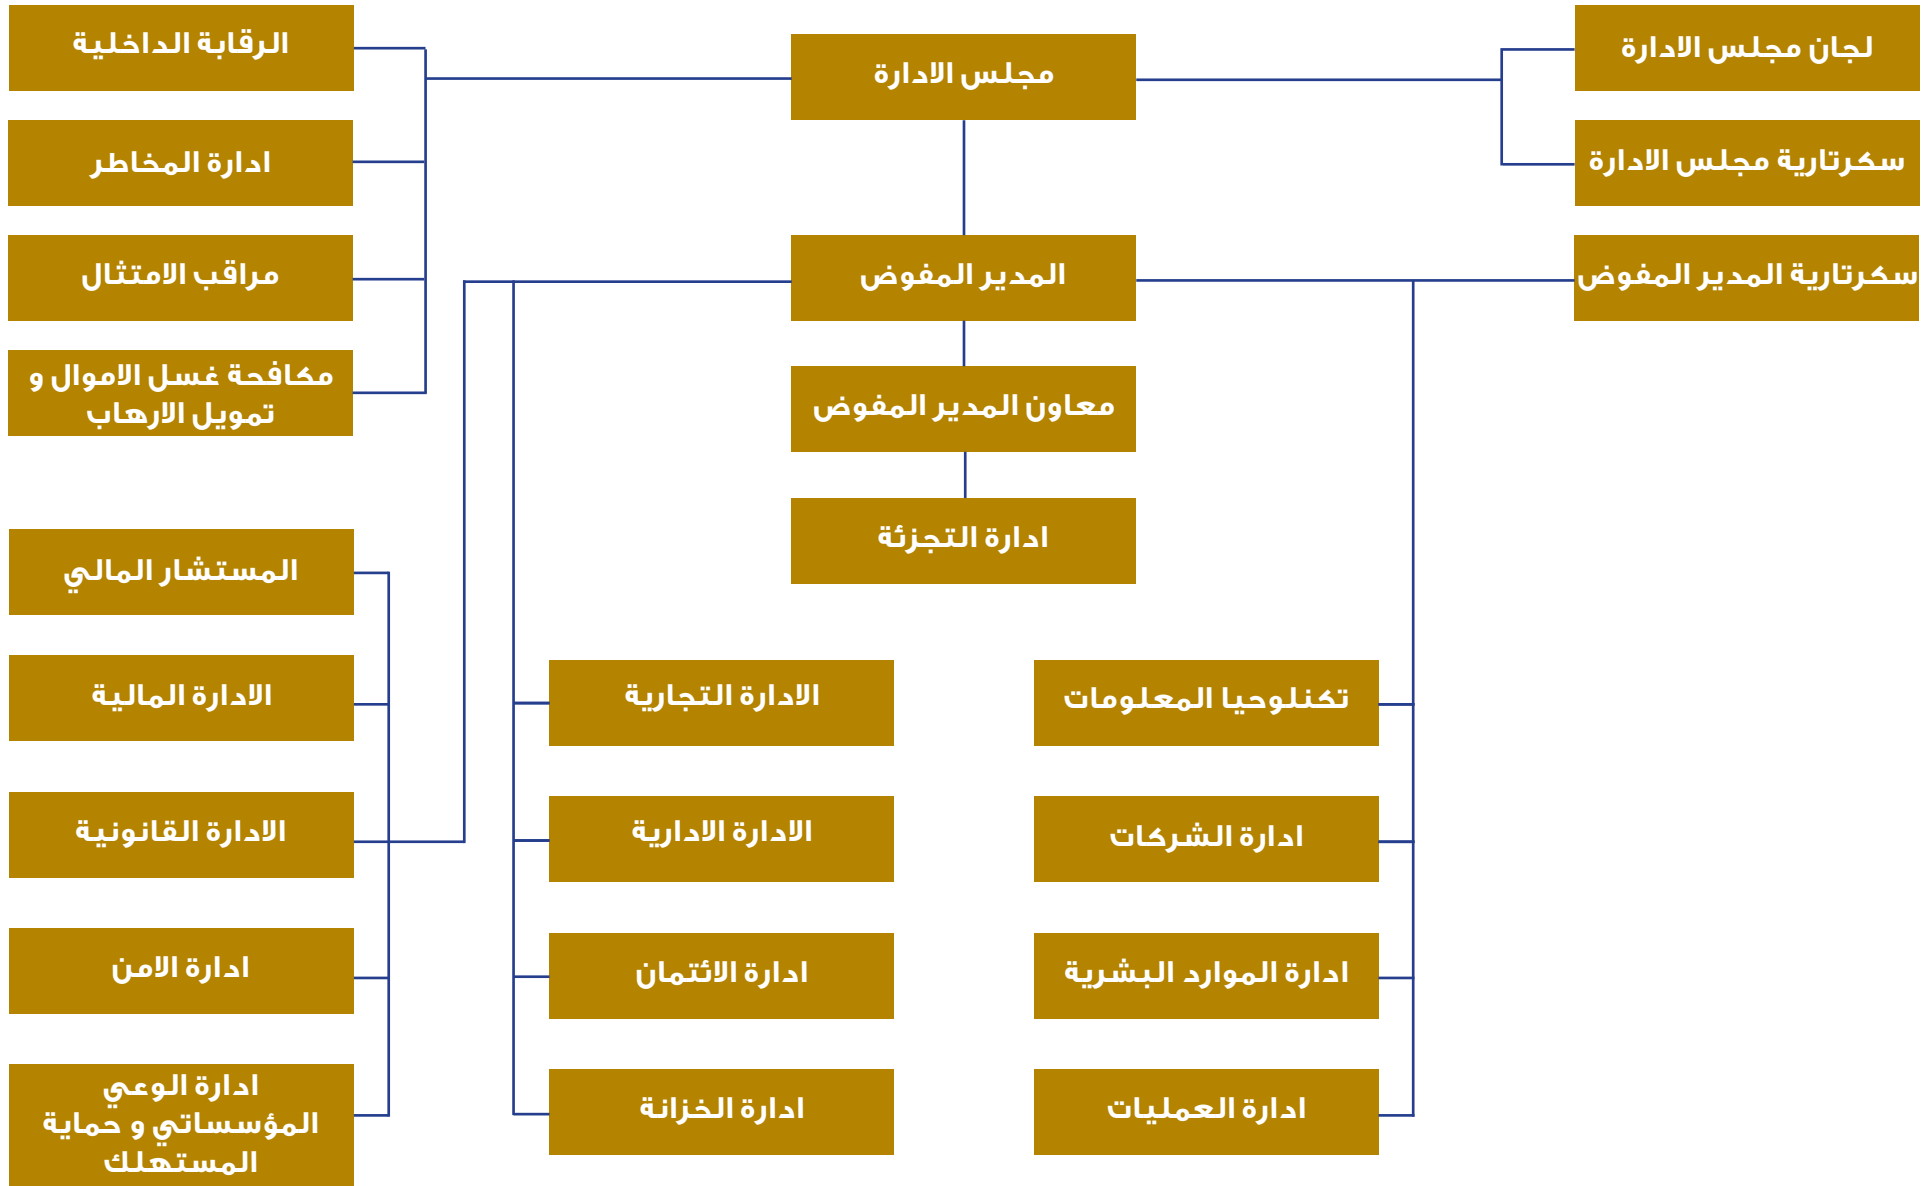 لجان مجلس الادارة
مجلس الادارة
الرقابة الداخلية
سكرتارية مجلس الادارة
ادارة المخاطر
سكرتارية المدير المفوض
المدير المفوض
مراقب الامتثال
مكافحة غسل الاموال و
تمويل الارهاب
معاون المدير المفوض
ادارة التجزئة
المستشار المالي
تكنلوحيا المعلومات
الادارة التجارية
الادارة المالية
ادارة الشركات
الادارة الادارية
الادارة القانونية
ادارة الموارد البشرية
ادارة الائتمان
ادارة الامن
ادارة العمليات
ادارة الخزانة
ادارة الوعي
المؤسساتي و حماية
المستهلك